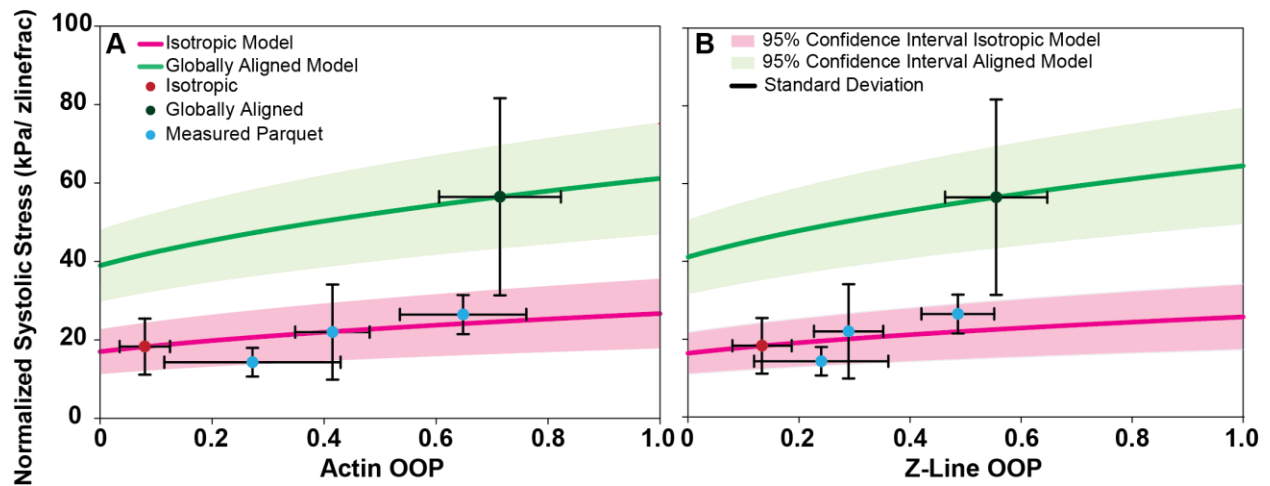 Normalized Systolic Stress (kPa/ zlinefrac)
100
80
60
40
20
0
A
Isotropic Model
Globally Aligned Model
Isotropic
Globally Aligned
Measured Parquet
0 0.2 0.4 0.6 0.8 1.0
Actin OOP
B
95% Confidence Interval Isotropic Model
95% Confidence Interval Aligned Model
Standard Deviation
0.2 0.4 0.6 0.8 1.0
Z-Line OOP